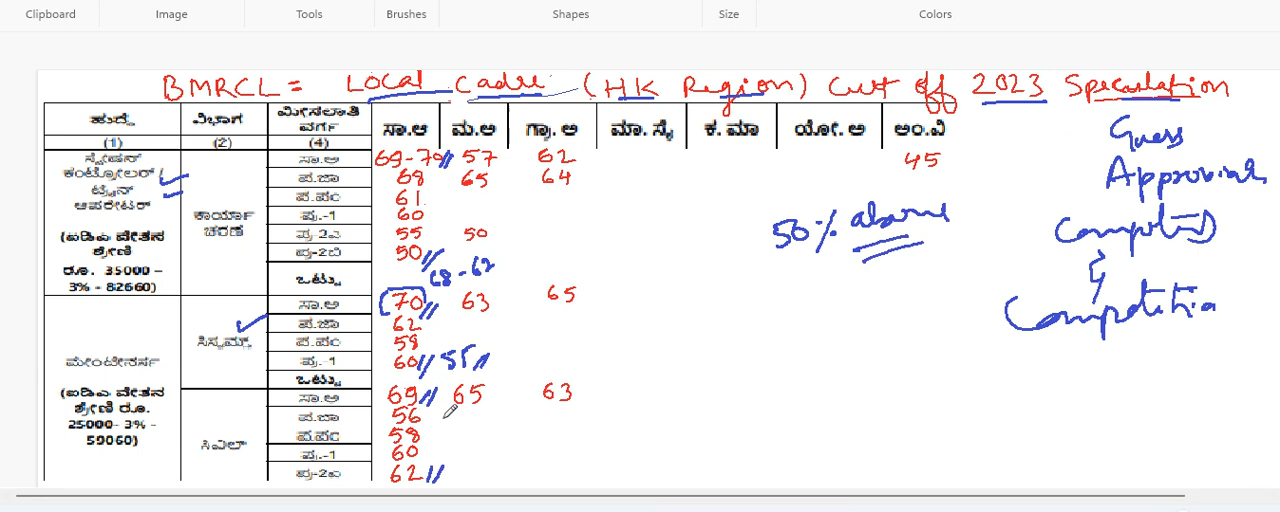 Clipboard Image Tools Brushes Shapes Size Colors
BMRCL = Local Cadre (HK Region) Cut off 2023 Speculation
ಹುದ್ದೆ ವಿಭಾಗ ಮೀಸಲಾತಿ ವರ್ಗ ಸಾ.ಅ ಮ.ಅ ಗ್ರಾ.ಅ ಮಾ.ಸೈ ಕ.ಮಾ ಯೋ.ಅ ಅಂ.ವಿ
(1) (2) (4)
ಸ್ಟೇಷನ್
ಕಂಟ್ರೋಲರ್ /
ಟ್ರೈನ್
ಆಪರೇಟರ್
(ಐಡಿಎ ವೇತನ
ಶ್ರೇಣಿ
ರೂ. 35000 –
3% - 82660)
ಕಾರ್ಯಾ
ಚರಣೆ
ಸಾ.ಅ 69-70 57 62 45
ಪ.ಜಾ 68 65 64
ಪ.ಪಂ 61
ಪ್ರ.-1 60
ಪ್ರ-2ಎ 55 50
ಪ್ರ-2ಬಿ 50
ಒಟ್ಟು 68-62
ಮೇಂಟೇನರ್ಸ್
(ಐಡಿಎ ವೇತನ
ಶ್ರೇಣಿ ರೂ.
25000- 3% -
59060)
ಸಿಸ್ಟಮ್ಸ್
ಸಾ.ಅ 70 63 65
ಪ.ಜಾ 62
ಪ.ಪಂ 58
ಪ್ರ.-1 60 55
ಒಟ್ಟು
ಸಿವಿಲ್
ಸಾ.ಅ 69 65 63
ಪ.ಜಾ 56
ಪ.ಪಂ 58
ಪ್ರ.-1 60
ಪ್ರ-2ಎ 62
50% above
Guess